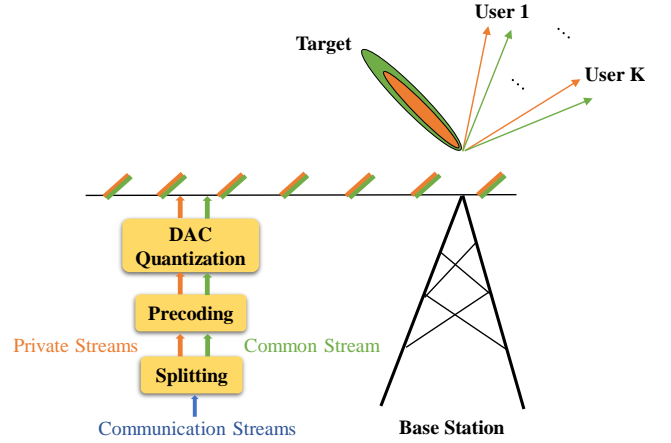 User 1
Target
...
...
User K
DAC
Quantization
Precoding
Private Streams
Common Stream
Splitting
Communication Streams
Base Station